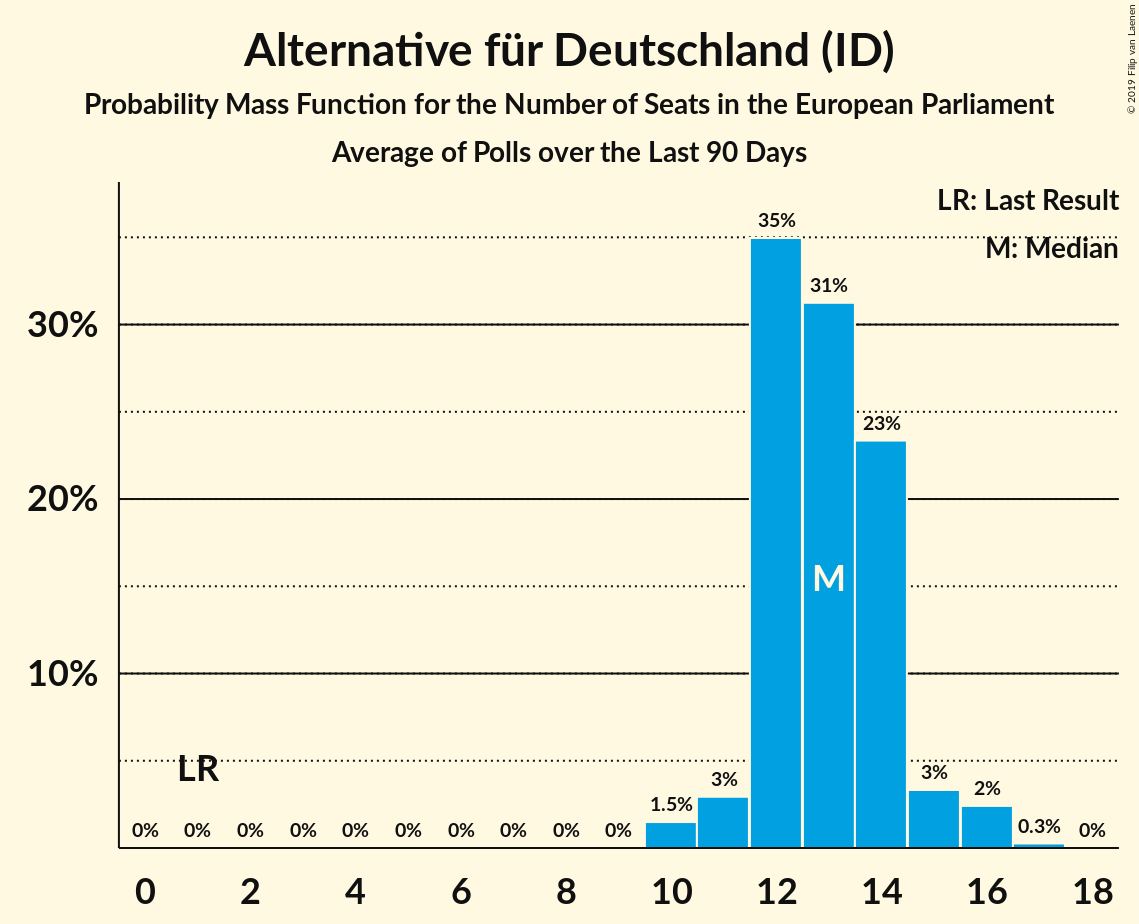 Alternative für Deutschland (ID)
Probability Mass Function for the Number of Seats in the European Parliament
Average of Polls over the Last 90 Days
© 2019 Filip van Laenen
LR: Last Result
M: Median
30%
20%
10%
35%
31%
23%
M
LR
0% 0% 0% 0% 0% 0% 0% 0% 0% 0% 1.5% 3% 3% 2% 0.3% 0%
0 2 4 6 8 10 12 14 16 18